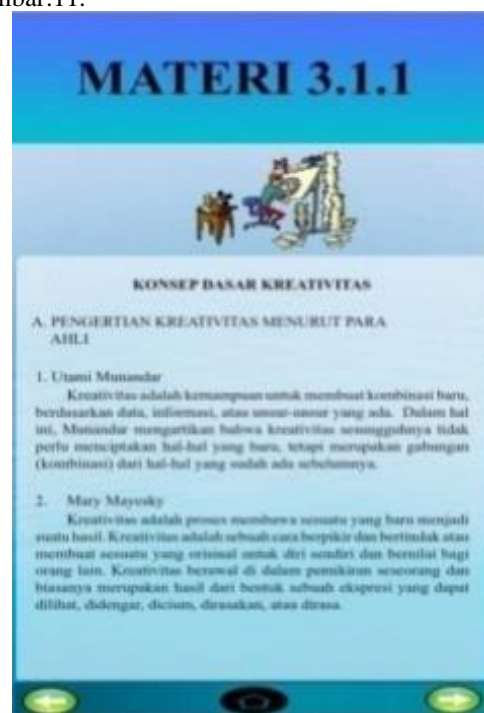 MATERI 3.1.1
KONSEP DASAR KREATIVITAS
A. PENGERTIAN KREATIVITAS MENURUT PARA
AHLI
1. Utami Munandar
Kreativitas adalah kemampuan untuk membuat kombinasi baru,
berdasarkan data, informasi, atau unsur-unsur yang ada. Dalam hal
ini, Munandar mengartikan bahwa kreativitas sesungguhnya tidak
perlu menciptakan hal-hal yang baru, tetapi merupakan gabungan
(kombinasi) dari hal-hal yang sudah ada sebelumnya.
2. Mary Mayesky
Kreativitas adalah proses membawa sesuatu yang baru menjadi
suatu hasil. Kreativitas adalah sebuah cara berpikir dan bertindak atau
membuat sesuatu yang orisinal untuk diri sendiri dan bernilai bagi
orang lain. Kreativitas berawal di dalam pemikiran seseorang dan
biasanya merupakan hasil dari bentuk sebuah ekspresi yang dapat
dilihat, didengar, dicium, dirasakan, atau dirasa.